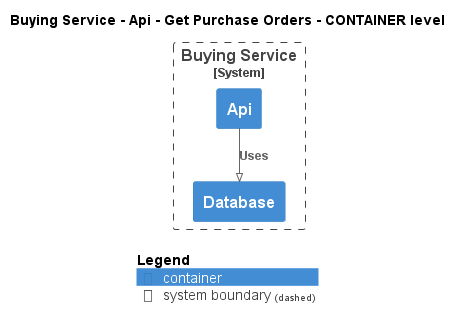 Buying Service - Api - Get Purchase Orders - CONTAINER level
Buying Service
[System]
Api
Uses
Database
Legend
container
system boundary (dashed)